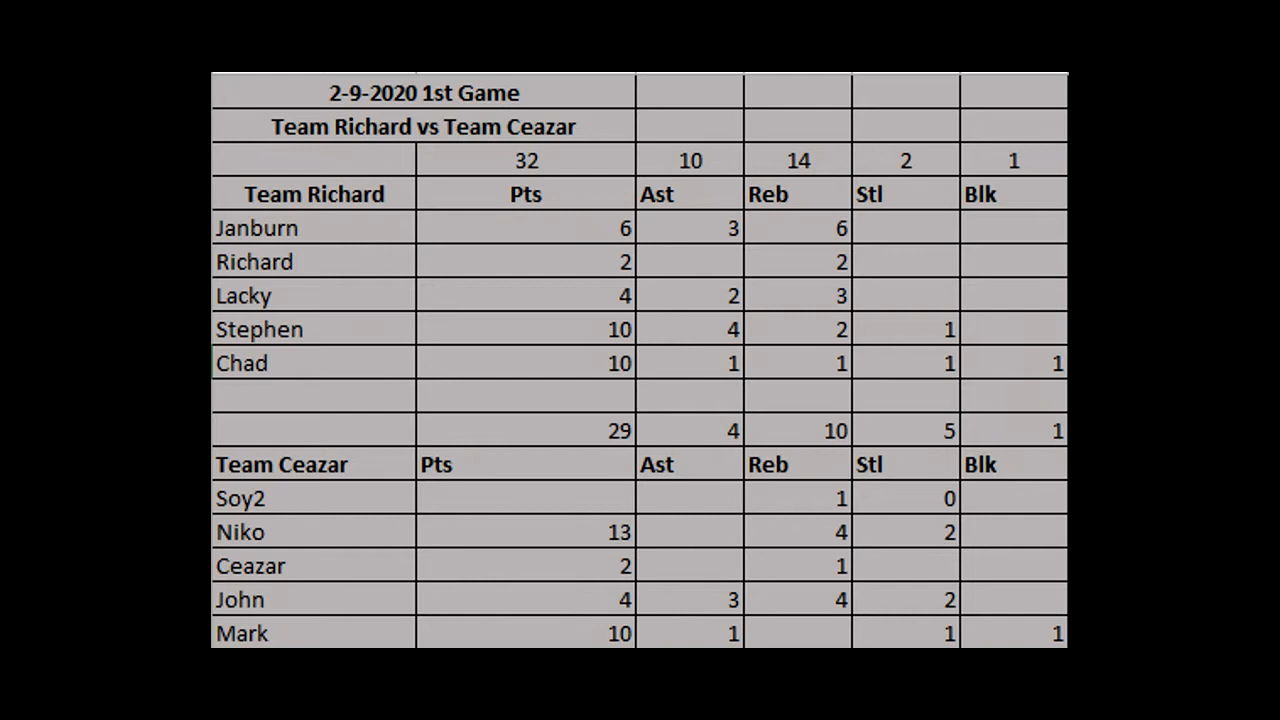 2-9-2020 1st Game
Team Richard vs Team Ceazar
32 10 14 2 1
Team Richard Pts Ast Reb Stl Blk
Janburn 6 3 6
Richard 2 2
Lacky 4 2 3
Stephen 10 4 2 1
Chad 10 1 1 1 1
29 4 10 5 1
Team Ceazar Pts Ast Reb Stl Blk
Soy2 1 0
Niko 13 4 2
Ceazar 2 1
John 4 3 4 2
Mark 10 1 1 1